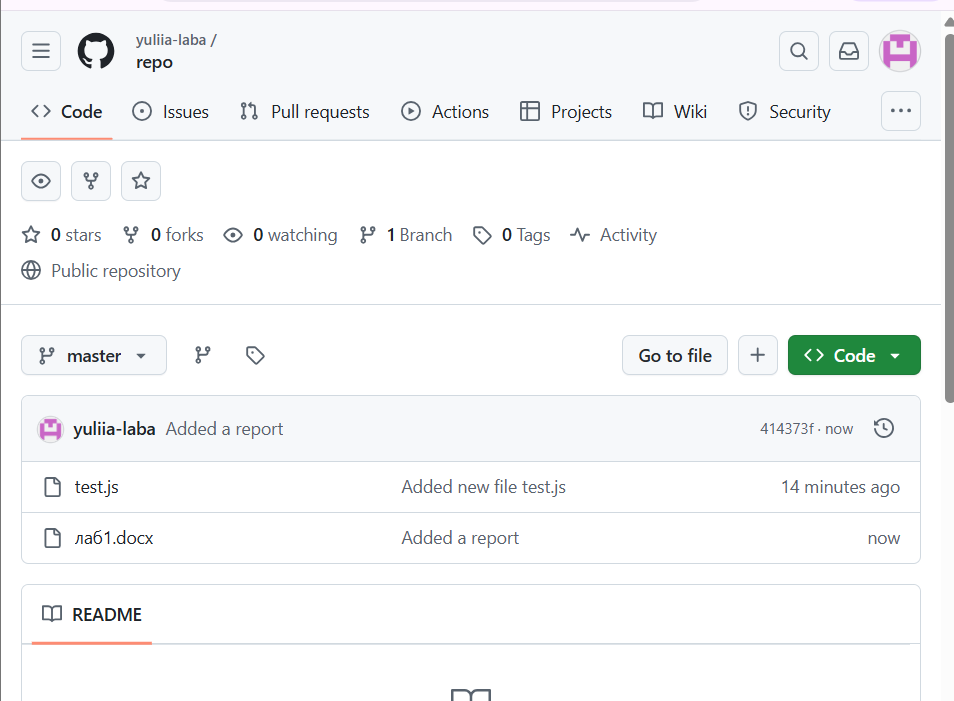 yuliia-laba /
repo
Code Issues Pull requests Actions Projects Wiki Security
0 stars 0 forks 0 watching 1 Branch 0 Tags Activity
Public repository
master Go to file Code
yuliia-laba Added a report 414373f · now
test.js Added new file test.js 14 minutes ago
лаб1.docx Added a report now
README